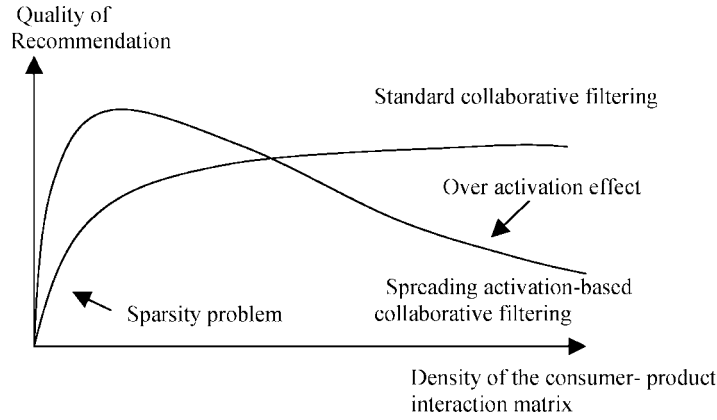 Quality of
Recommendation
Standard collaborative filtering
Over activation effect
Spreading activation-based
collaborative filtering
Sparsity problem
Density of the consumer- product
interaction matrix